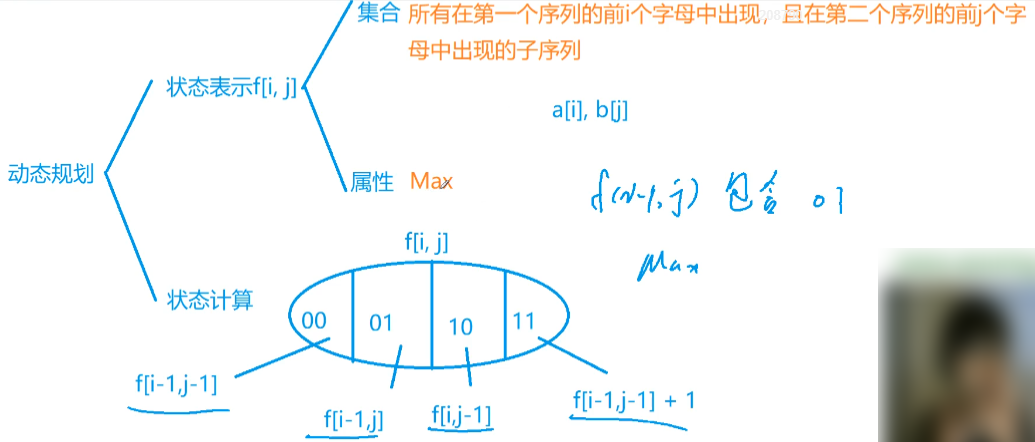 集合 所有在第一个序列的前i个字母中出现，且在第二个序列的前j个字
母中出现的子序列
状态表示f[i, j]
a[i], b[j]
动态规划
属性 Max
f(i-1, j) 包含 01
f[i, j]
Max
状态计算
00 01 10 11
f[i-1,j-1]
f[i-1,j] f[i,j-1] f[i-1,j-1] + 1